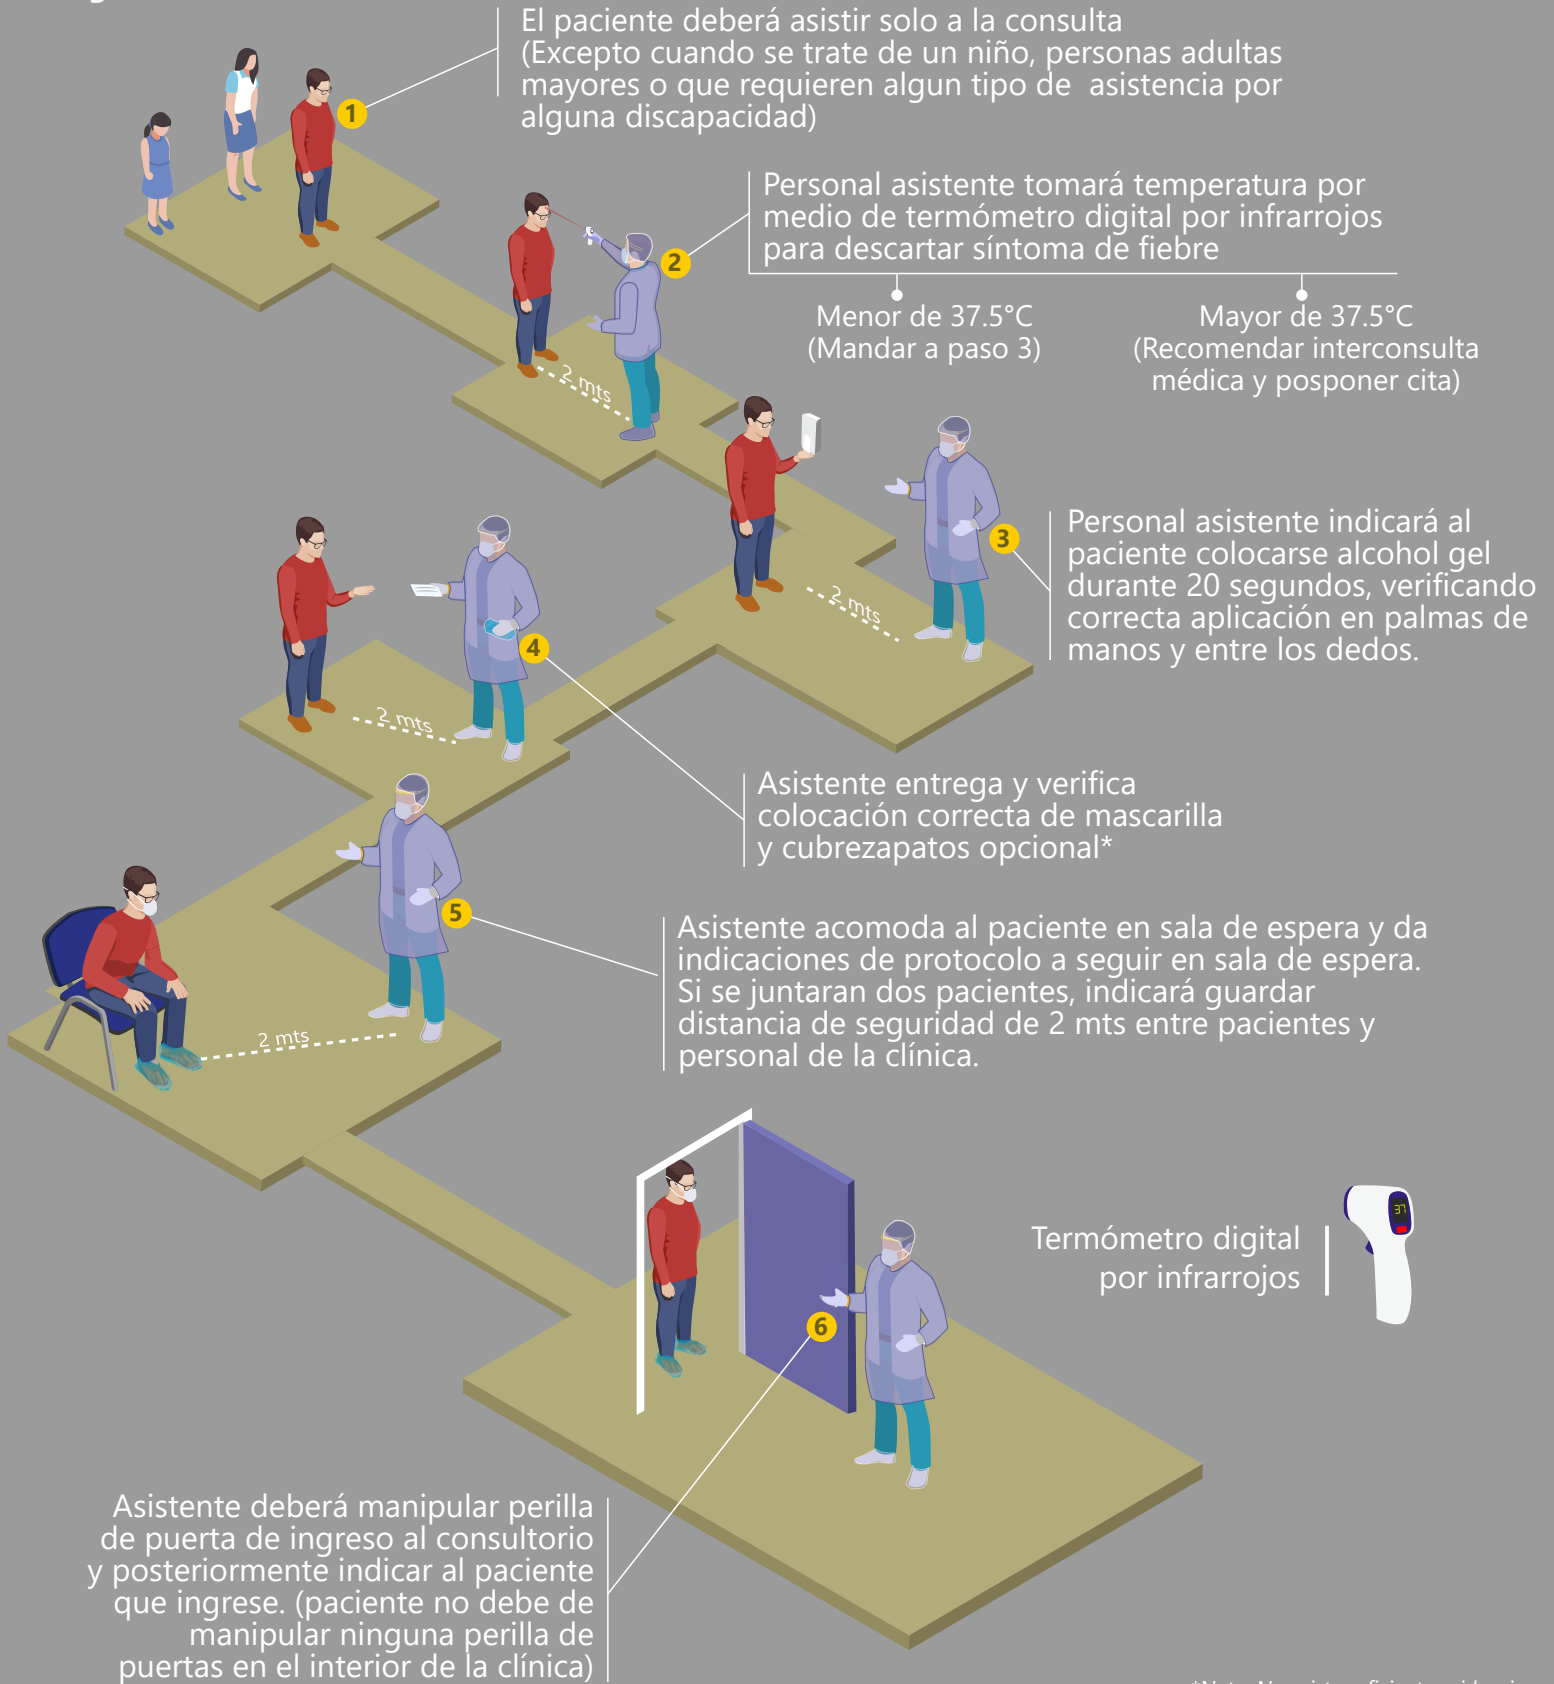 1
El paciente deberá asistir solo a la consulta
(Excepto cuando se trate de un niño, personas adultas
mayores o que requieren algun tipo de asistencia por
alguna discapacidad)
2
Personal asistente tomará temperatura por
medio de termómetro digital por infrarrojos
para descartar síntoma de fiebre
Menor de 37.5°C
(Mandar a paso 3)
Mayor de 37.5°C
(Recomendar interconsulta
médica y posponer cita)
2 mts
3
Personal asistente indicará al
paciente colocarse alcohol gel
durante 20 segundos, verificando
correcta aplicación en palmas de
manos y entre los dedos.
2 mts
4
2 mts
Asistente entrega y verifica
colocación correcta de mascarilla
y cubrezapatos opcional*
5
Asistente acomoda al paciente en sala de espera y da
indicaciones de protocolo a seguir en sala de espera.
Si se juntaran dos pacientes, indicará guardar
distancia de seguridad de 2 mts entre pacientes y
personal de la clínica.
2 mts
Termómetro digital
por infrarrojos
37
6
Asistente deberá manipular perilla
de puerta de ingreso al consultorio
y posteriormente indicar al paciente
que ingrese. (paciente no debe de
manipular ninguna perilla de
puertas en el interior de la clínica)